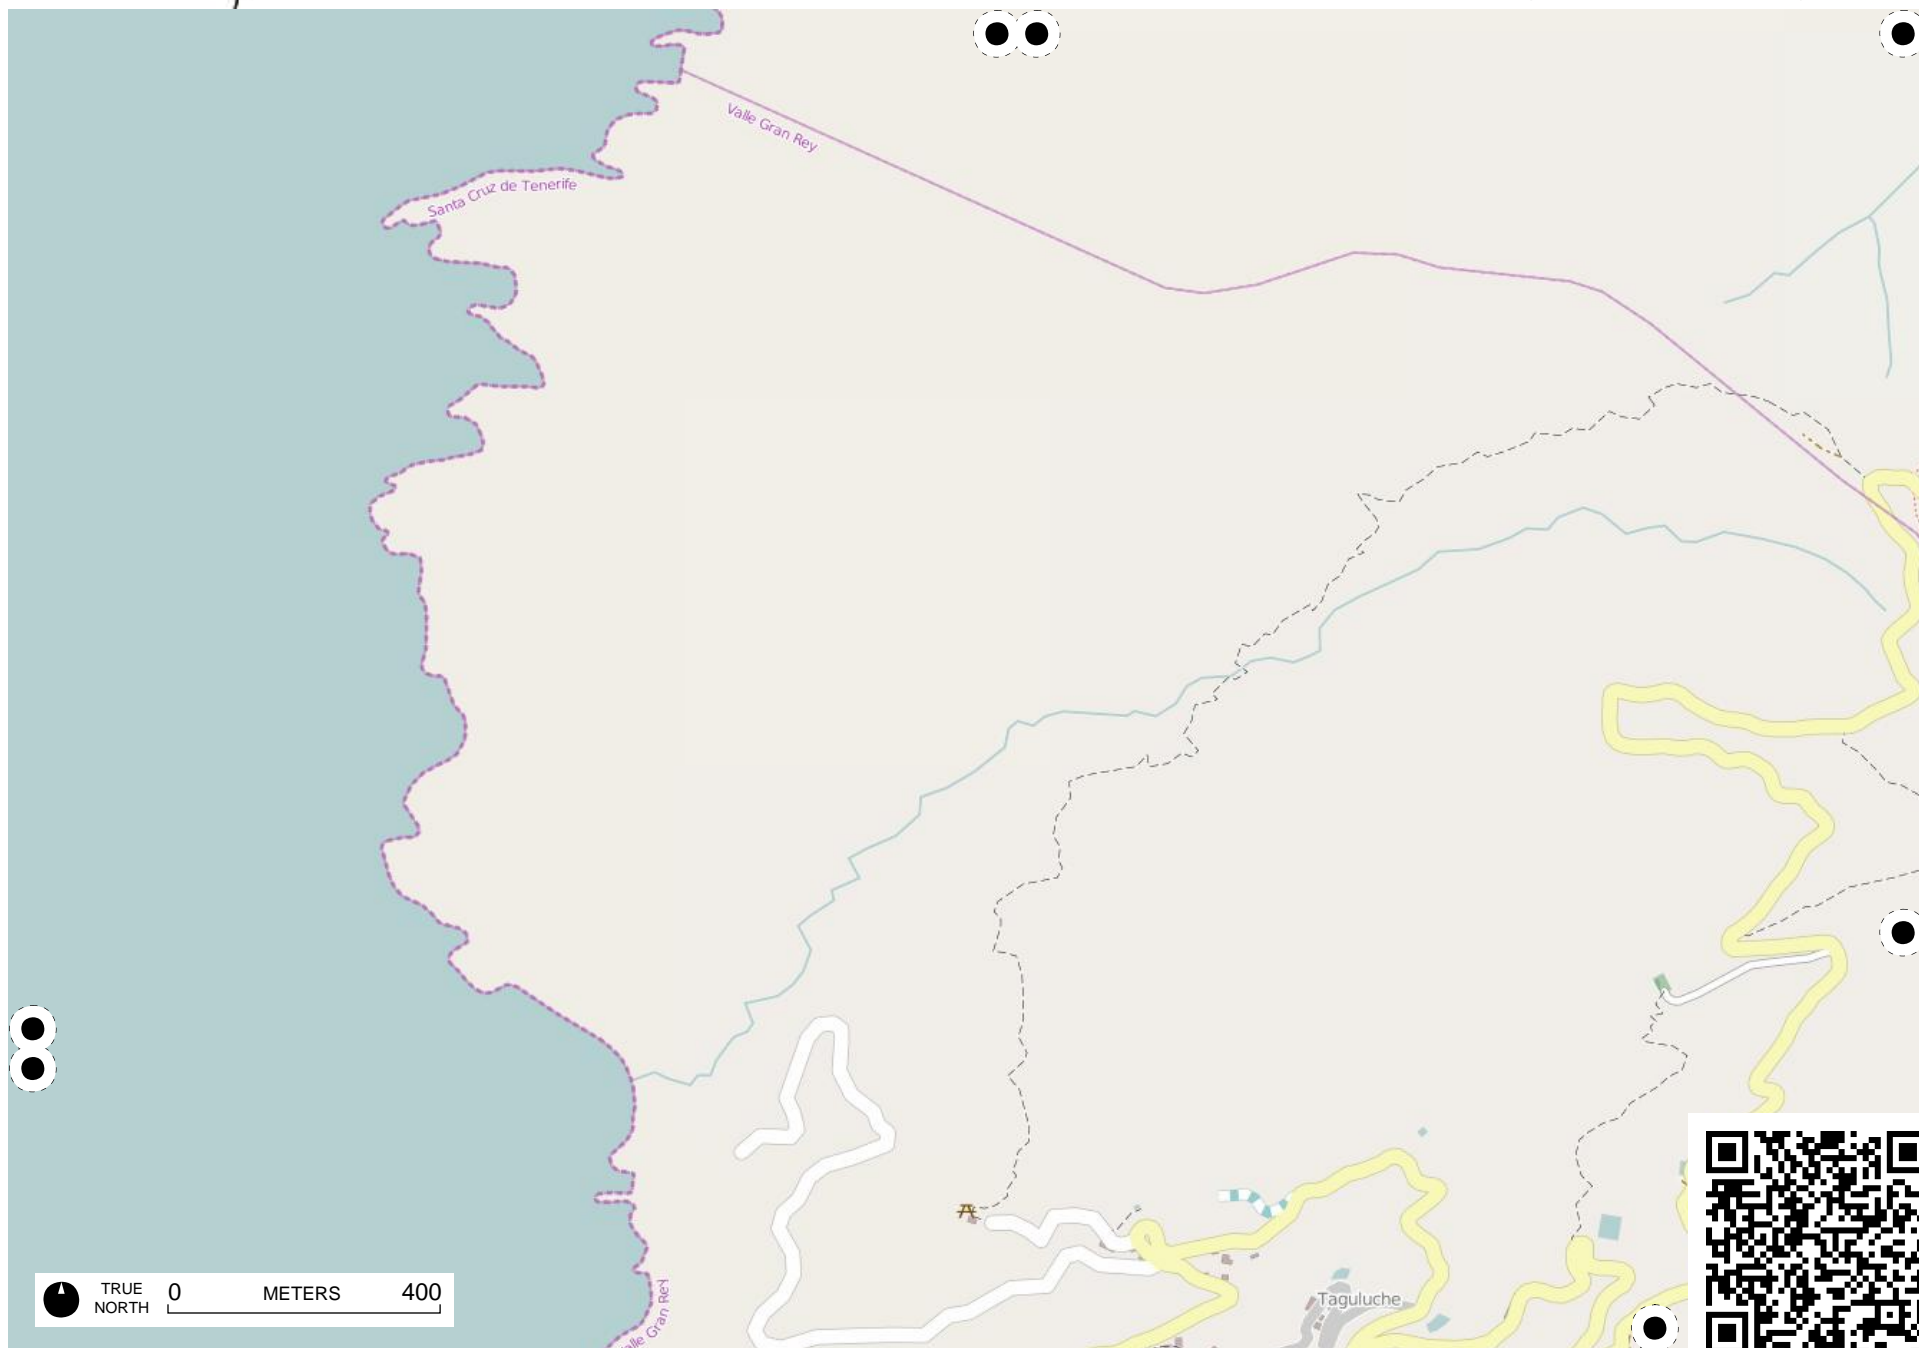 Valle Gran Rey
Santa Cruz de Tenerife
Valle Gran Rey
Taguluche
TRUE
NORTH
0 METERS 400